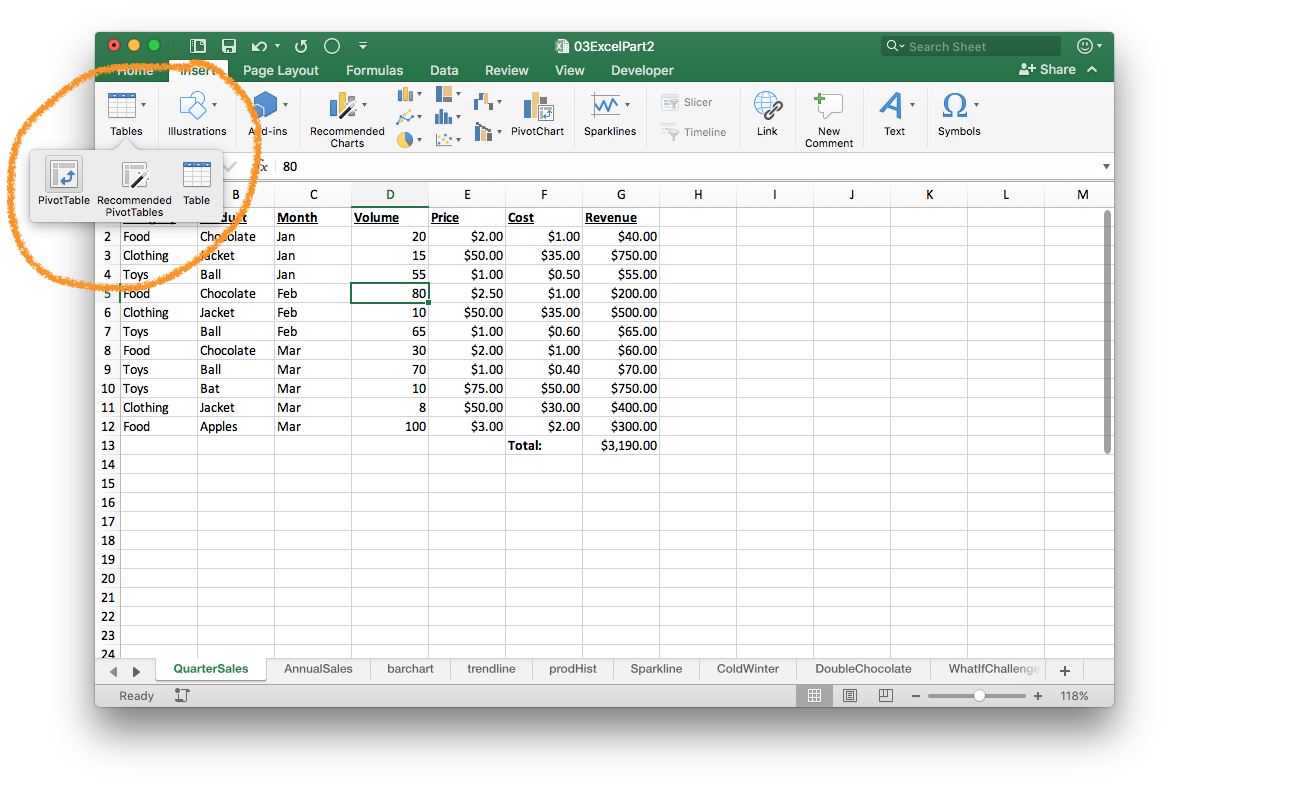 03ExcelPart2
Search Sheet
Home Insert Page Layout Formulas Data Review View Developer
Share
Tables Illustrations Add-ins Recommended Charts PivotChart Sparklines Slicer Timeline Link New Comment Text Symbols
fx 80
PivotTable Recommended PivotTables Table
B C D E F G H I J K L M
Month Volume Price Cost Revenue
2 Food Chocolate Jan 20 $2.00 $1.00 $40.00
3 Clothing Jacket Jan 15 $50.00 $35.00 $750.00
4 Toys Ball Jan 55 $1.00 $0.50 $55.00
5 Food Chocolate Feb 80 $2.50 $1.00 $200.00
6 Clothing Jacket Feb 10 $50.00 $35.00 $500.00
7 Toys Ball Feb 65 $1.00 $0.60 $65.00
8 Food Chocolate Mar 30 $2.00 $1.00 $60.00
9 Toys Ball Mar 70 $1.00 $0.40 $70.00
10 Toys Bat Mar 10 $75.00 $50.00 $750.00
11 Clothing Jacket Mar 8 $50.00 $30.00 $400.00
12 Food Apples Mar 100 $3.00 $2.00 $300.00
13 Total: $3,190.00
14
15
16
17
18
19
20
21
22
23
24
QuarterSales AnnualSales barchart trendline prodHist Sparkline ColdWinter DoubleChocolate WhatIfChallenge
Ready 118%